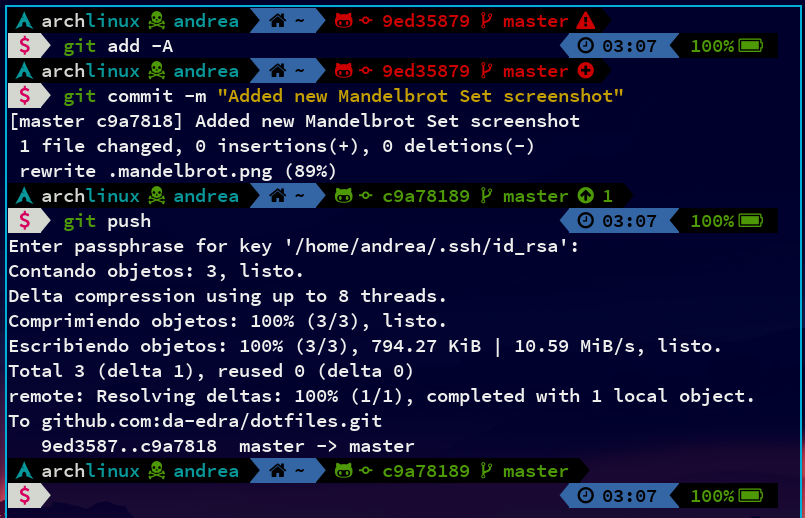 archlinux andrea ~ 9ed35879 master
$ git add -A 03:07 100%
archlinux andrea ~ 9ed35879 master
$ git commit -m "Added new Mandelbrot Set screenshot"
[master c9a7818] Added new Mandelbrot Set screenshot
1 file changed, 0 insertions(+), 0 deletions(-)
rewrite .mandelbrot.png (89%)
archlinux andrea ~ c9a78189 master 1
$ git push 03:07 100%
Enter passphrase for key '/home/andrea/.ssh/id_rsa':
Contando objetos: 3, listo.
Delta compression using up to 8 threads.
Comprimiendo objetos: 100% (3/3), listo.
Escribiendo objetos: 100% (3/3), 794.27 KiB | 10.59 MiB/s, listo.
Total 3 (delta 1), reused 0 (delta 0)
remote: Resolving deltas: 100% (1/1), completed with 1 local object.
To github.com:da-edra/dotfiles.git
9ed3587..c9a7818 master -> master
archlinux andrea ~ c9a78189 master
$ 03:07 100%